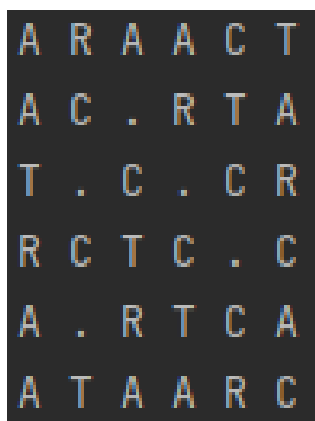 A R A A C T
A C . R T A
T . C . C R
R C T C . C
A . R T C A
A T A A R C